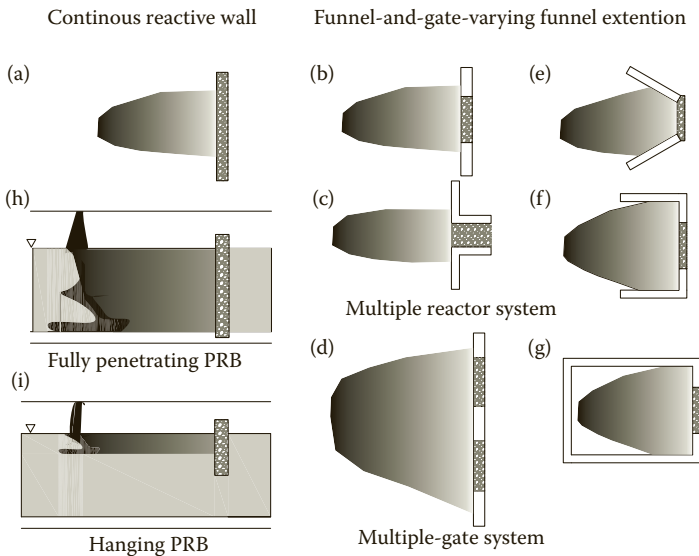 Continous reactive wall
Funnel-and-gate-varying funnel extention
(a)
(b)
(e)
(h)
(c)
(f)
Multiple reactor system
Fully penetrating PRB
(d)
(g)
(i)
Multiple-gate system
Hanging PRB